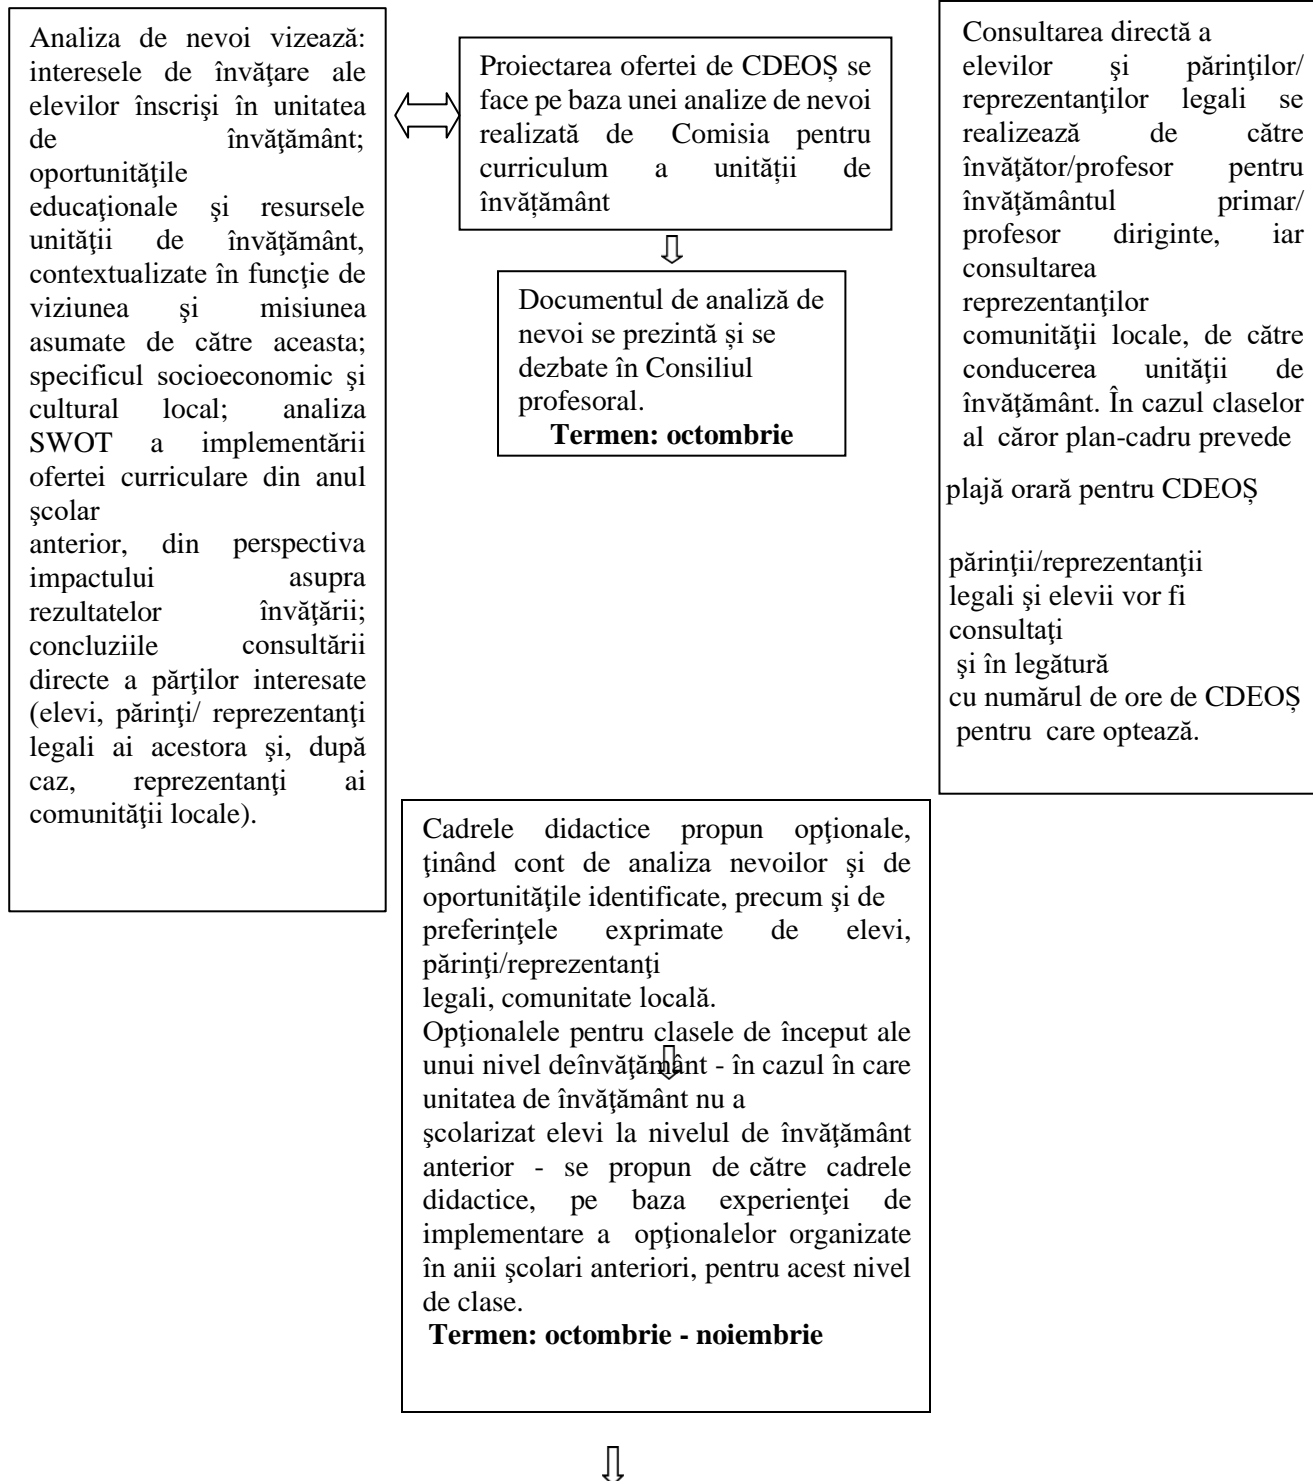 Analiza de nevoi vizează:
interesele de învăţare ale
elevilor înscrişi în unitatea
de învăţământ;
oportunităţile
educaţionale şi resursele
unităţii de învăţământ,
contextualizate în funcţie de
viziunea şi misiunea
asumate de către aceasta;
specificul socioeconomic şi
cultural local; analiza
SWOT a implementării
ofertei curriculare din anul
şcolar
anterior, din perspectiva
impactului asupra
rezultatelor învăţării;
concluziile consultării
directe a părţilor interesate
(elevi, părinţi/ reprezentanţi
legali ai acestora şi, după
caz, reprezentanţi ai
comunităţii locale).
Proiectarea ofertei de CDEOȘ se
face pe baza unei analize de nevoi
realizată de Comisia pentru
curriculum a unității de
învățământ
Documentul de analiză de
nevoi se prezintă și se
dezbate în Consiliul
profesoral.
Termen: octombrie
Consultarea directă a
elevilor şi părinţilor/
reprezentanţilor legali se
realizează de către
învăţător/profesor pentru
învăţământul primar/
profesor diriginte, iar
consultarea
reprezentanţilor
comunităţii locale, de către
conducerea unităţii de
învăţământ. În cazul claselor
al căror plan-cadru prevede
plajă orară pentru CDEOȘ
părinţii/reprezentanţii
legali şi elevii vor fi
consultaţi
şi în legătură
cu numărul de ore de CDEOȘ
pentru care optează.
Cadrele didactice propun opţionale,
ţinând cont de analiza nevoilor şi de
oportunităţile identificate, precum şi de
preferinţele exprimate de elevi,
părinţi/reprezentanţi
legali, comunitate locală.
Opţionalele pentru clasele de început ale
unui nivel deînvăţământ - în cazul în care
unitatea de învăţământ nu a
şcolarizat elevi la nivelul de învăţământ
anterior - se propun de către cadrele
didactice, pe baza experienţei de
implementare a opţionalelor organizate
în anii şcolari anteriori, pentru acest nivel
de clase.
Termen: octombrie - noiembrie